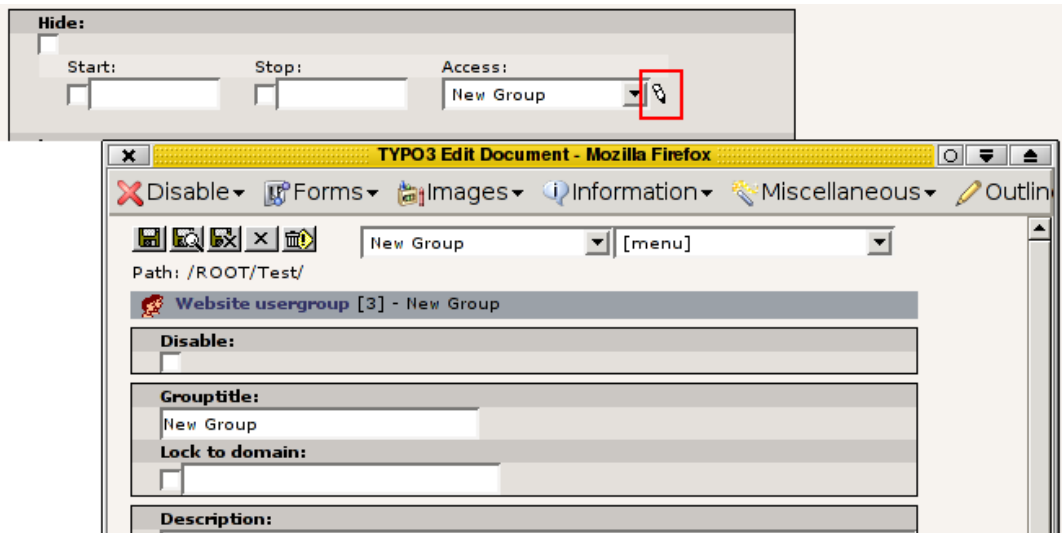 Hide:
Start: Stop: Access:
New Group
TYPO3 Edit Document - Mozilla Firefox
Disable Forms Images Information Miscellaneous Outlin
New Group [menu]
Path: /ROOT/Test/
Website usergroup [3] - New Group
Disable:
Grouptitle:
New Group
Lock to domain:
Description: